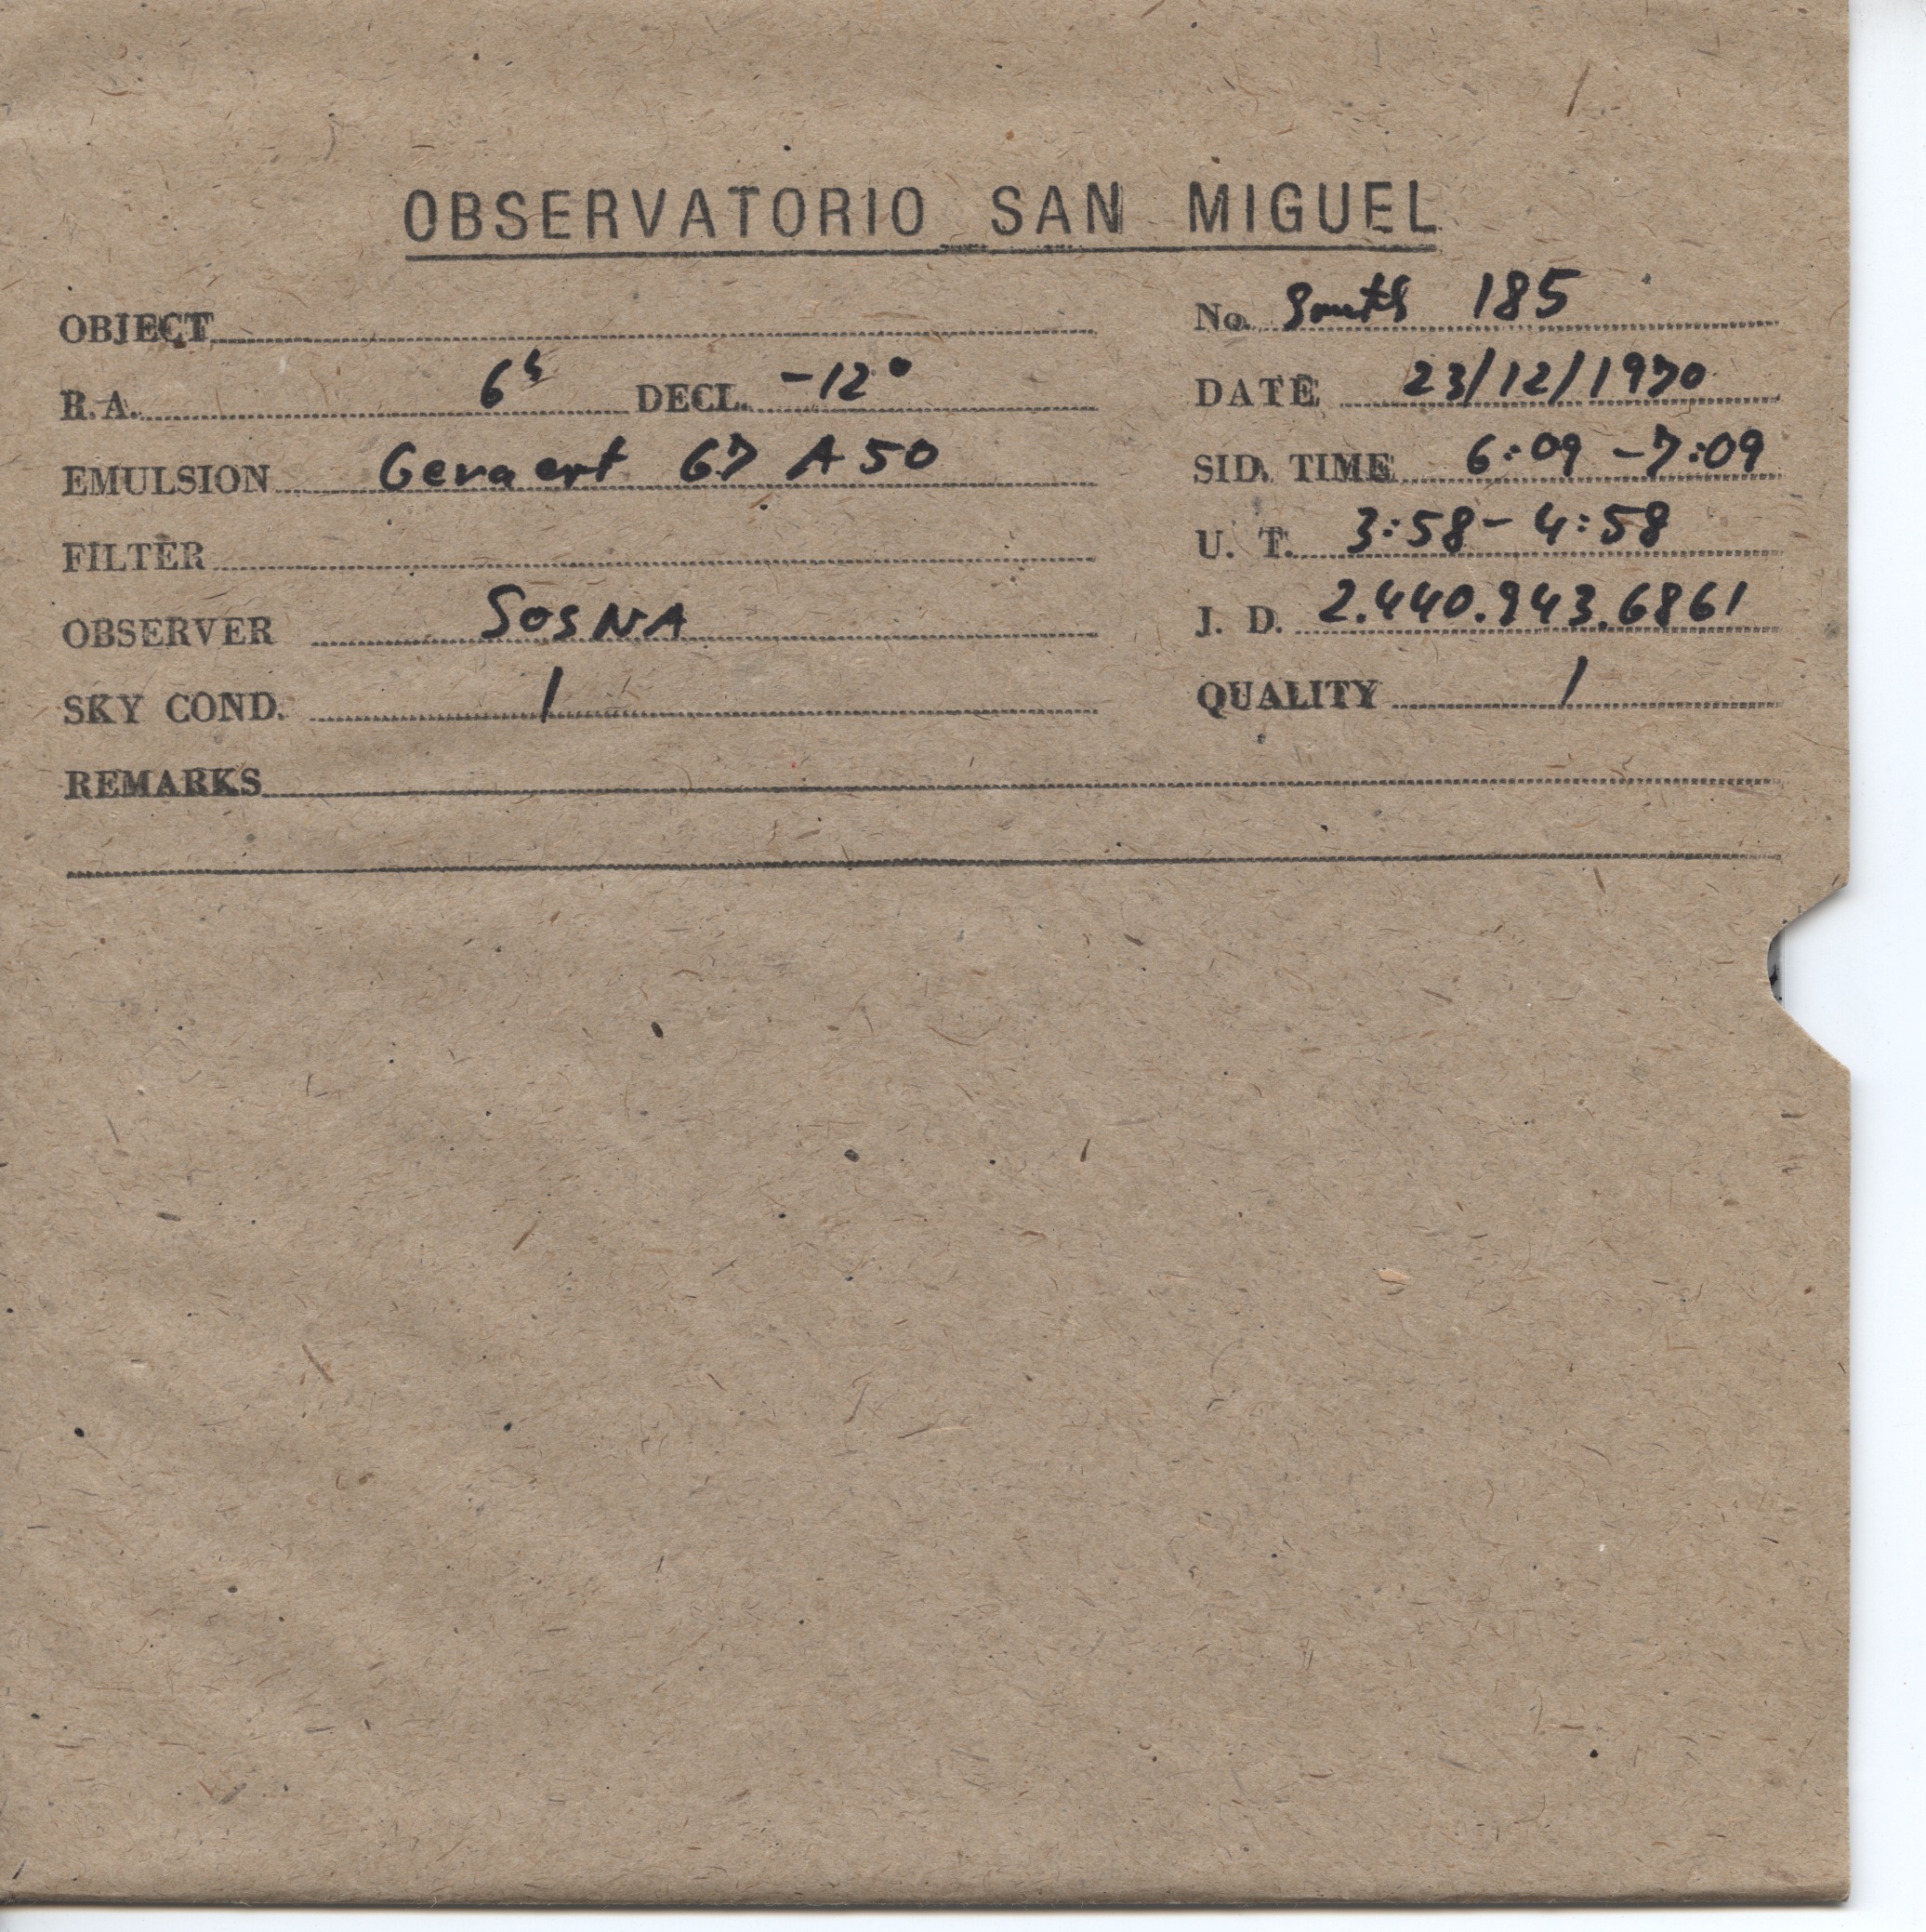 OBSERVATORIO SAN MIGUEL
OBJECT No. South 185
R.A. 6h DECL. -12° DATE 23/12/1970
EMULSION Gevaert 67 A 50 SID. TIME 6:09 - 7:09
FILTER U. T. 3:58 - 4:58
OBSERVER SOSNA J. D. 2.440.943.6861
SKY COND. 1 QUALITY 1
REMARKS